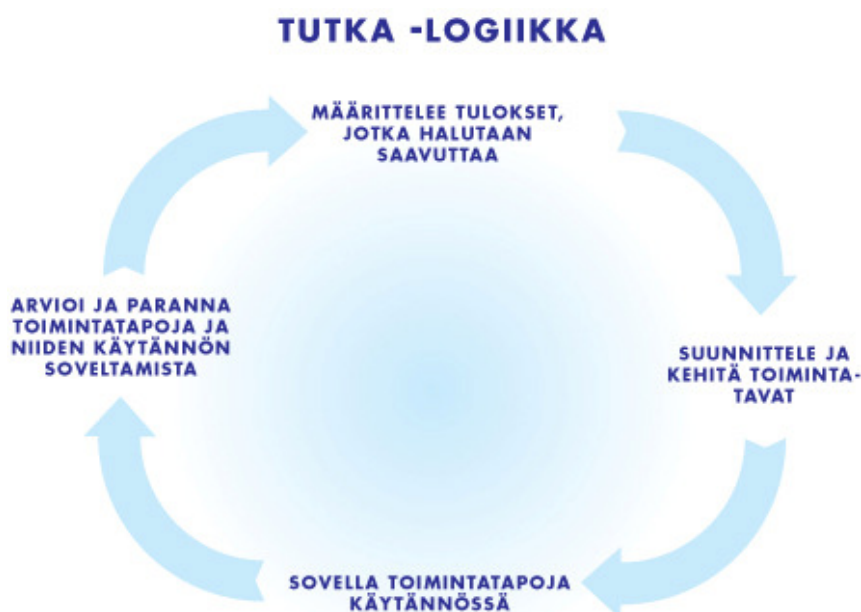 TUTKA -LOGIIKKA
MÄÄRITTELEE TULOKSET,
JOTKA HALUTAAN
SAAVUTTAA
SUUNNITTELE JA
KEHITÄ TOIMINTA-
TAVAT
SOVELLA TOIMINTATAPOJA
KÄYTÄNNÖSSÄ
ARVIOI JA PARANNA
TOIMINTATAPOJA JA
NIIDEN KÄYTÄNNÖN
SOVELTAMISTA